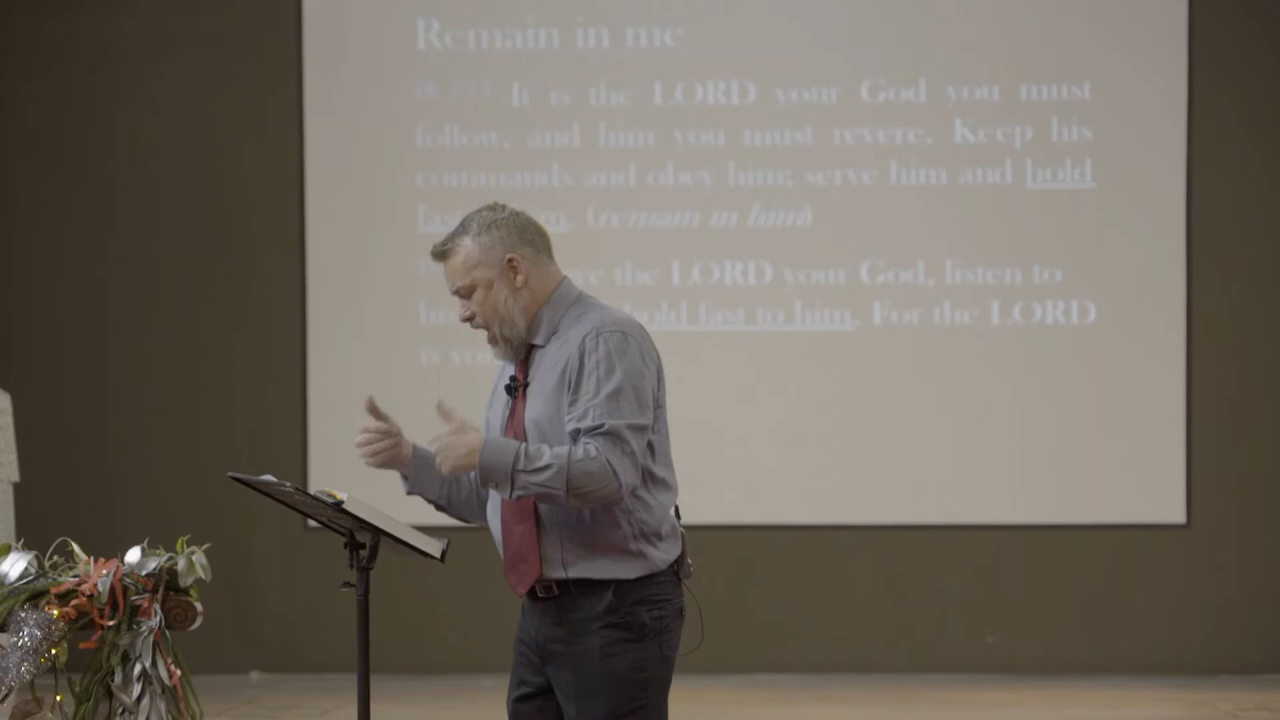 Remain in me
It is the LORD your God you must
follow, and him you must revere. Keep his
commands and obey him; serve him and hold
(remain in him)
the LORD your God, listen to
hold fast to him. For the LORD
is